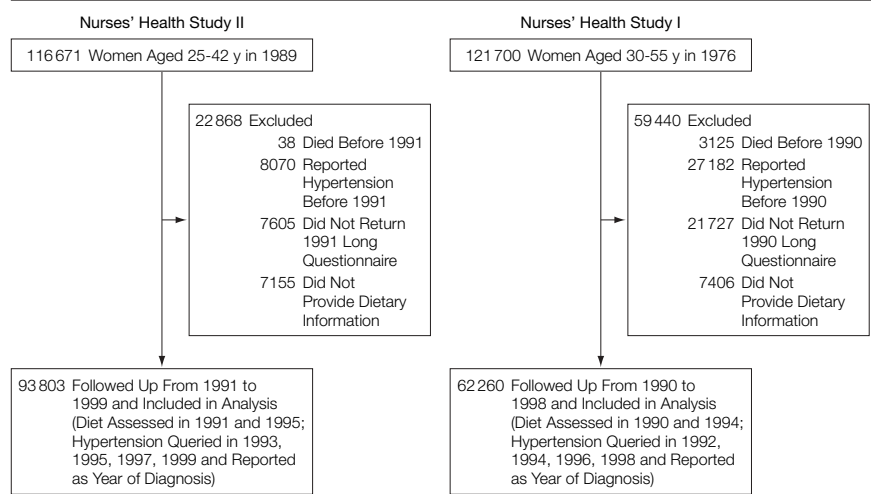 Nurses' Health Study II
116 671 Women Aged 25-42 y in 1989
22 868 Excluded
38 Died Before 1991
8070 Reported
Hypertension
Before 1991
7605 Did Not Return
1991 Long
Questionnaire
7155 Did Not
Provide Dietary
Information
93 803 Followed Up From 1991 to
1999 and Included in Analysis
(Diet Assessed in 1991 and 1995;
Hypertension Queried in 1993,
1995, 1997, 1999 and Reported
as Year of Diagnosis)
Nurses' Health Study I
121 700 Women Aged 30-55 y in 1976
59 440 Excluded
3125 Died Before 1990
27 182 Reported
Hypertension
Before 1990
21 727 Did Not Return
1990 Long
Questionnaire
7406 Did Not
Provide Dietary
Information
62 260 Followed Up From 1990 to
1998 and Included in Analysis
(Diet Assessed in 1990 and 1994;
Hypertension Queried in 1992,
1994, 1996, 1998 and Reported
as Year of Diagnosis)